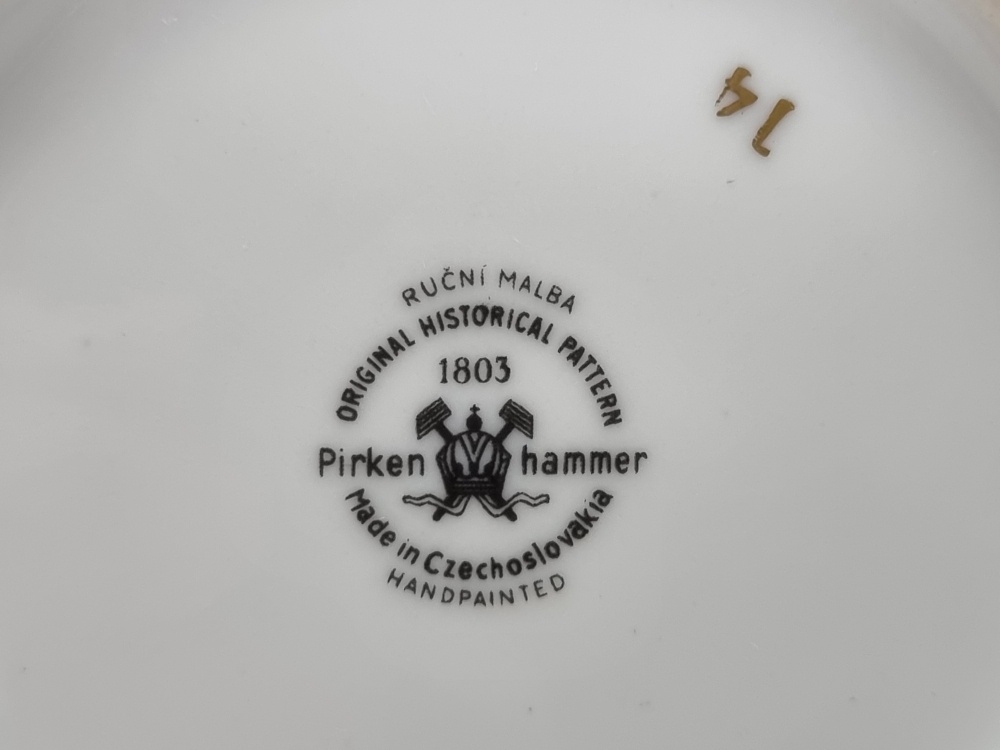 14
RUČNÍ MALBA
ORIGINAL HISTORICAL PATTERN
1803
Pirken hammer
Made in Czechoslovakia
HANDPAINTED